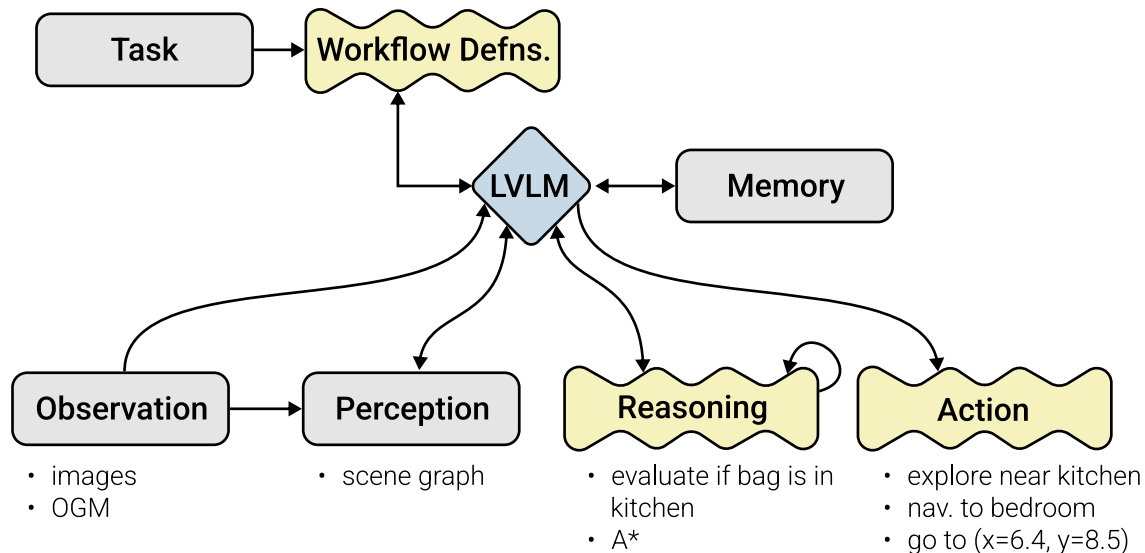 Task
Workflow Defns.
LVLM
Memory
Observation
Perception
Reasoning
Action
• images
• OGM
• scene graph
• evaluate if bag is in
kitchen
• A*
• explore near kitchen
• nav. to bedroom
• go to (x=6.4, y=8.5)